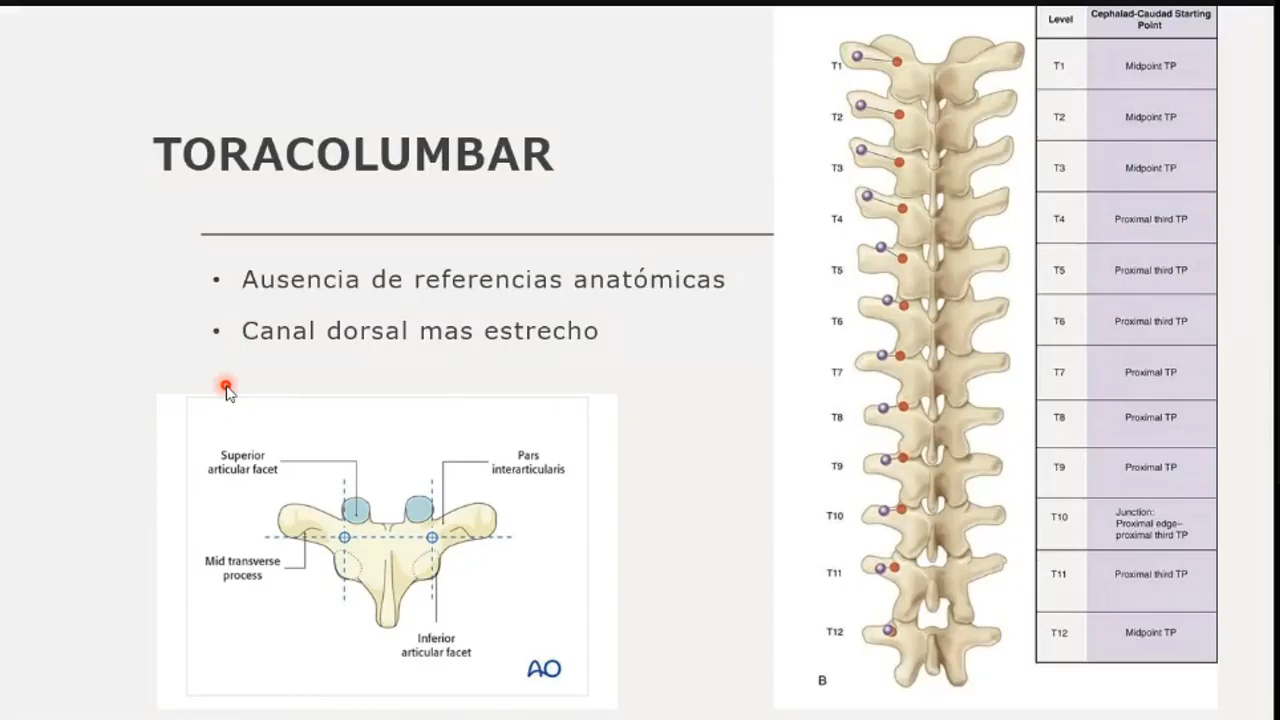 TORACOLUMBAR
• Ausencia de referencias anatómicas
• Canal dorsal mas estrecho
Superior
articular facet
Pars
interarticularis
Mid transverse
process
Inferior
articular facet
AO
T1
T2
T3
T4
T5
T6
T7
T8
T9
T10
T11
T12
B
Level Cephalad-Caudad Starting
Point
T1 Midpoint TP
T2 Midpoint TP
T3 Midpoint TP
T4 Proximal third TP
T5 Proximal third TP
T6 Proximal third TP
T7 Proximal TP
T8 Proximal TP
T9 Proximal TP
T10 Junction:
Proximal edge–
proximal third TP
T11 Proximal third TP
T12 Midpoint TP